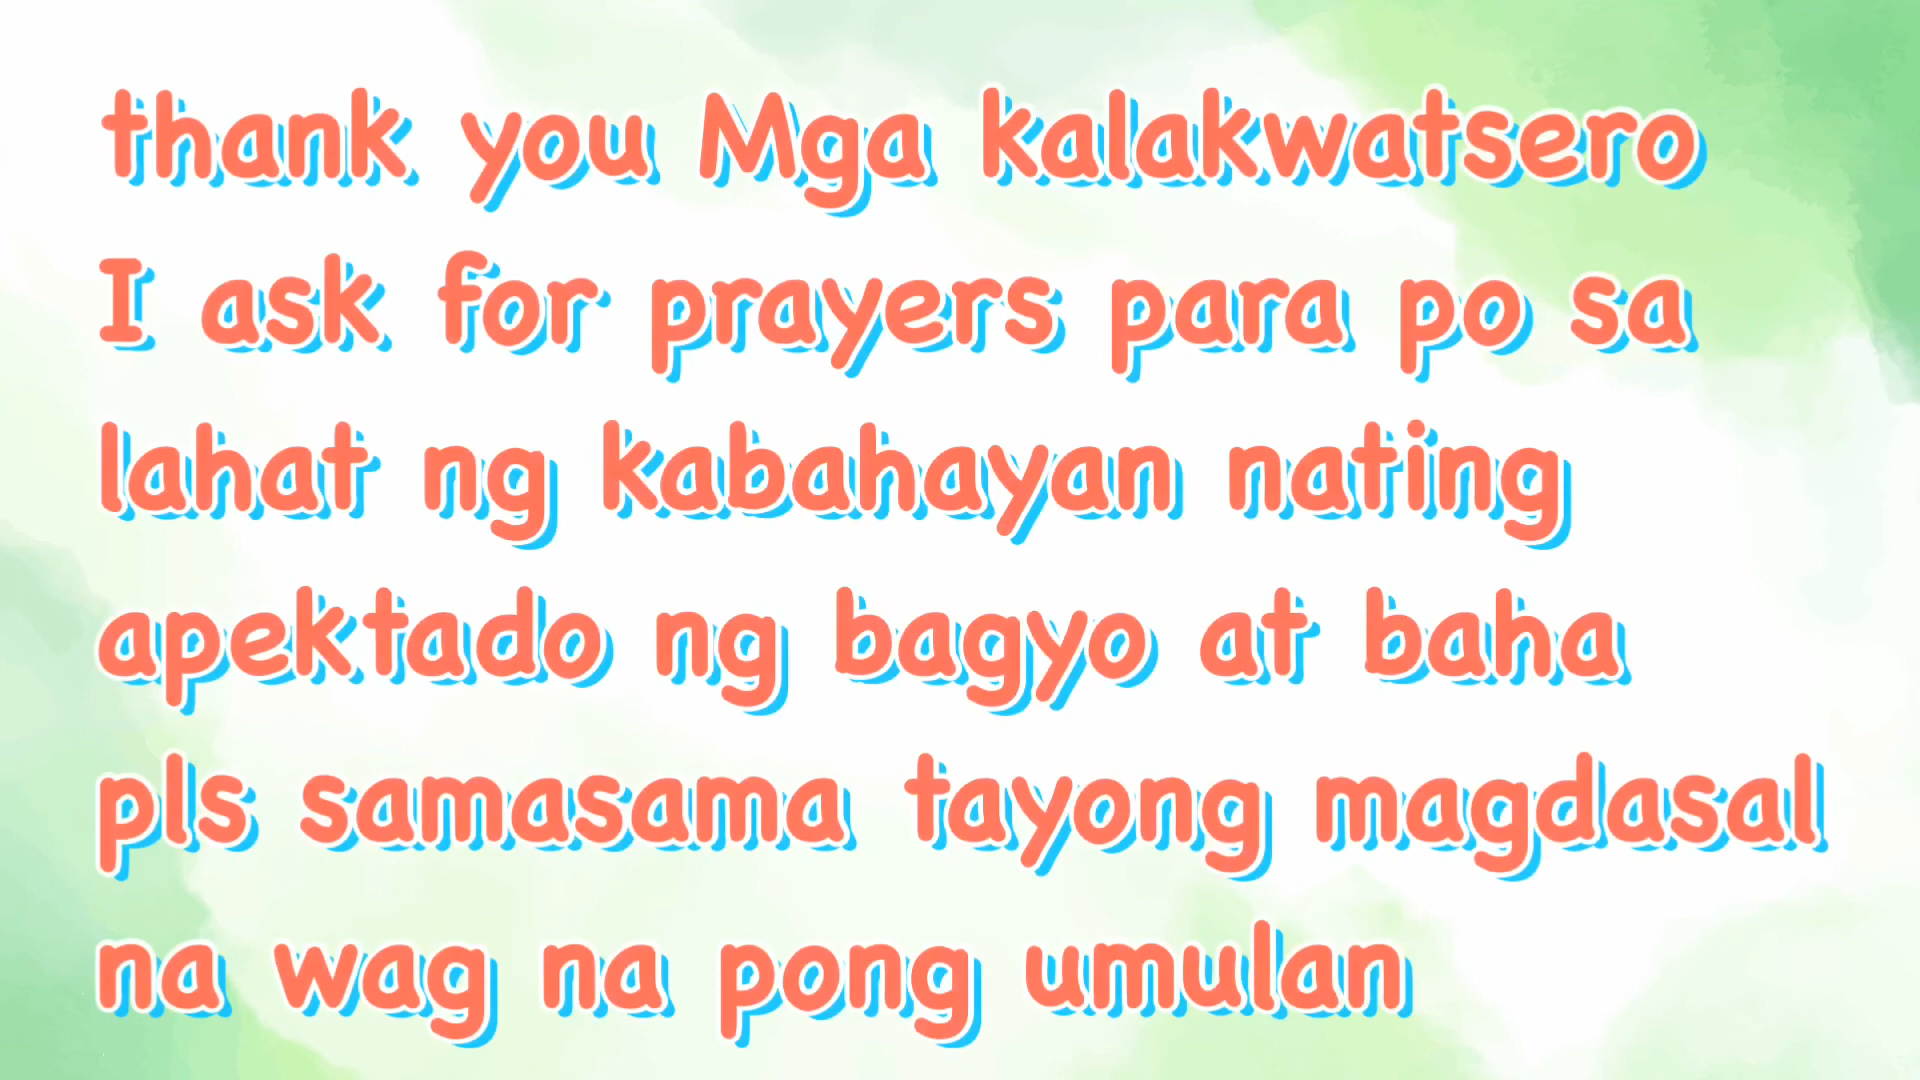 thank you Mga kalakwatsero
I ask for prayers para po sa
lahat ng kabahayan nating
apektado ng bagyo at baha
pls samasama tayong magdasal
na wag na pong umulan